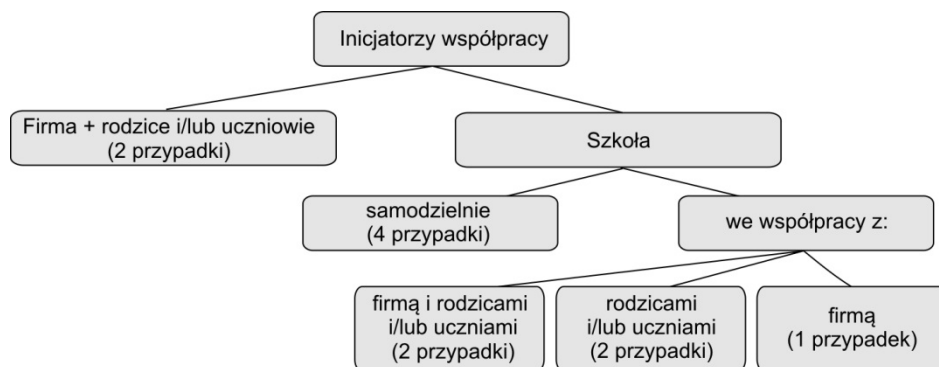 Inicjatorzy współpracy
Firma + rodzice i/lub uczniowie
(2 przypadki)
Szkoła
samodzielnie
(4 przypadki)
we współpracy z:
firmą i rodzicami
i/lub uczniami
(2 przypadki)
rodzicami
i/lub uczniami
(2 przypadki)
firmą
(1 przypadek)